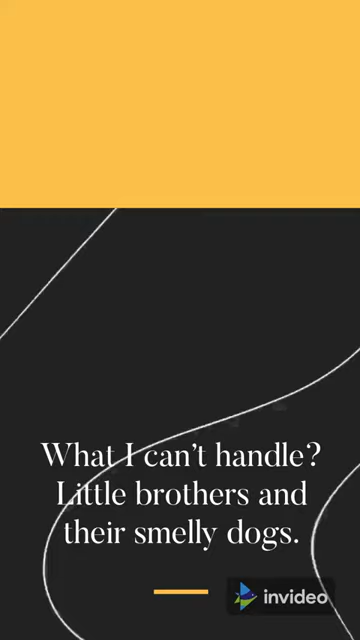 What I can't handle?
Little brothers and
their smelly dogs.
invideo